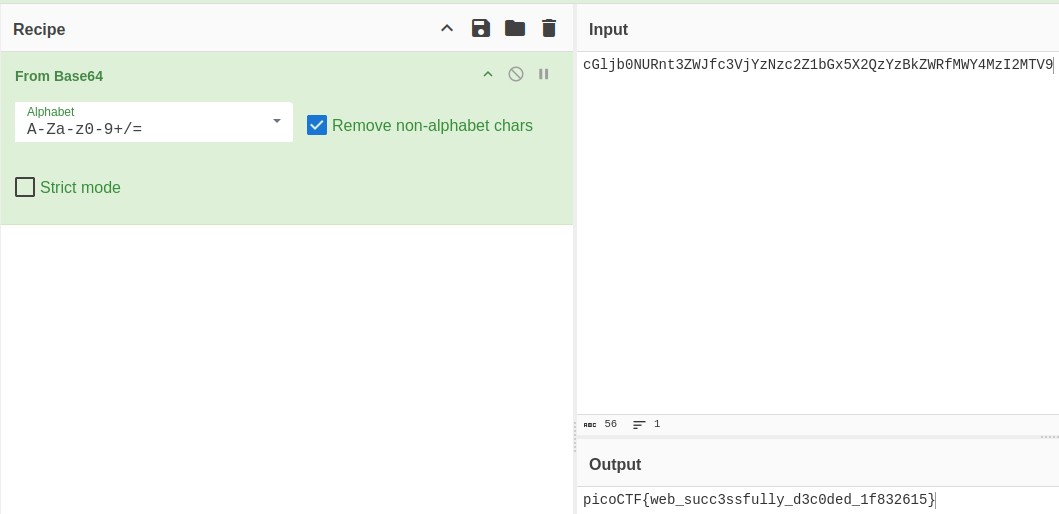 Recipe
From Base64
Alphabet
A-Za-z0-9+/=
Remove non-alphabet chars
Strict mode
Input
cGljb0NURnt3ZWJfc3VjYzNzc2Z1bGx5X2QzYzBkZWRfMWY4MzI2MTV9
ABC 56 1
Output
picoCTF{web_succ3ssfully_d3c0ded_1f832615}